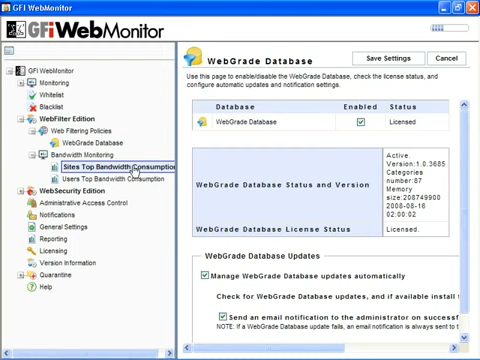 GFI WebMonitor
GFI WebMonitor
GFI WebMonitor
Monitoring
Whitelist
Blacklist
WebFilter Edition
Web Filtering Policies
WebGrade Database
Bandwidth Monitoring
Sites Top Bandwidth Consumption
Users Top Bandwidth Consumption
WebSecurity Edition
Administrative Access Control
Notifications
General Settings
Reporting
Licensing
Version Information
Quarantine
Help
WebGrade Database
Save Settings
Cancel
Use this page to enable/disable the WebGrade Database, check the license status, and
configure automatic updates and notification settings.
Database Enabled Status
WebGrade Database Licensed
WebGrade Database Status and Version
Active.
Version:1.0.3685
Categories
number:87
Memory
size:208749900
2008-08-16
02:00:02
WebGrade Database License Status Licensed.
WebGrade Database Updates
Manage WebGrade Database updates automatically
Check for WebGrade Database updates, and if available install t
Send an email notification to the administrator on successf
NOTE: If a WebGrade Database update fails, an email notification is always sent to t